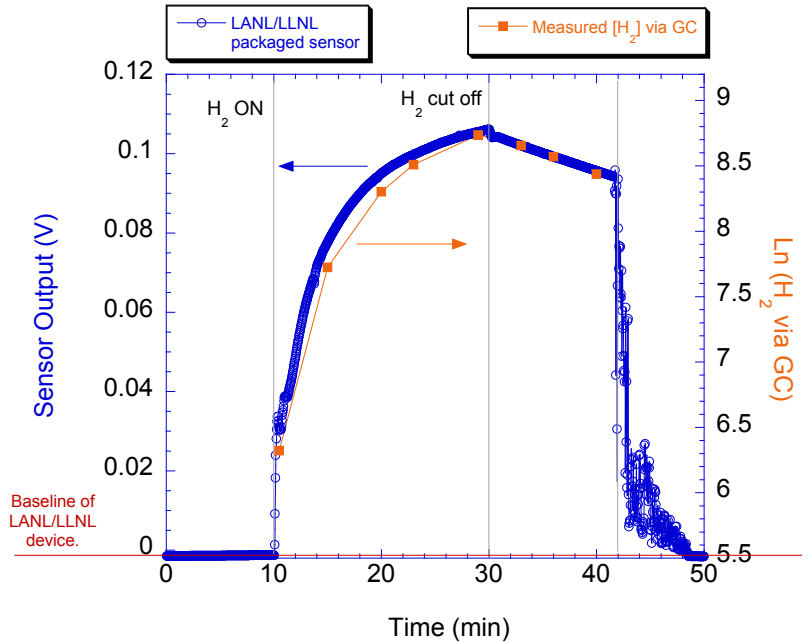 LANL/LLNL
packaged sensor
Measured [H2] via GC
H2 ON
H2 cut off
0.12
0.1
0.08
0.06
0.04
0.02
0
Sensor Output (V)
9
8.5
8
7.5
7
6.5
6
5.5
Ln (H2 via GC)
Baseline of
LANL/LLNL
device.
0
10
20
30
40
50
Time (min)